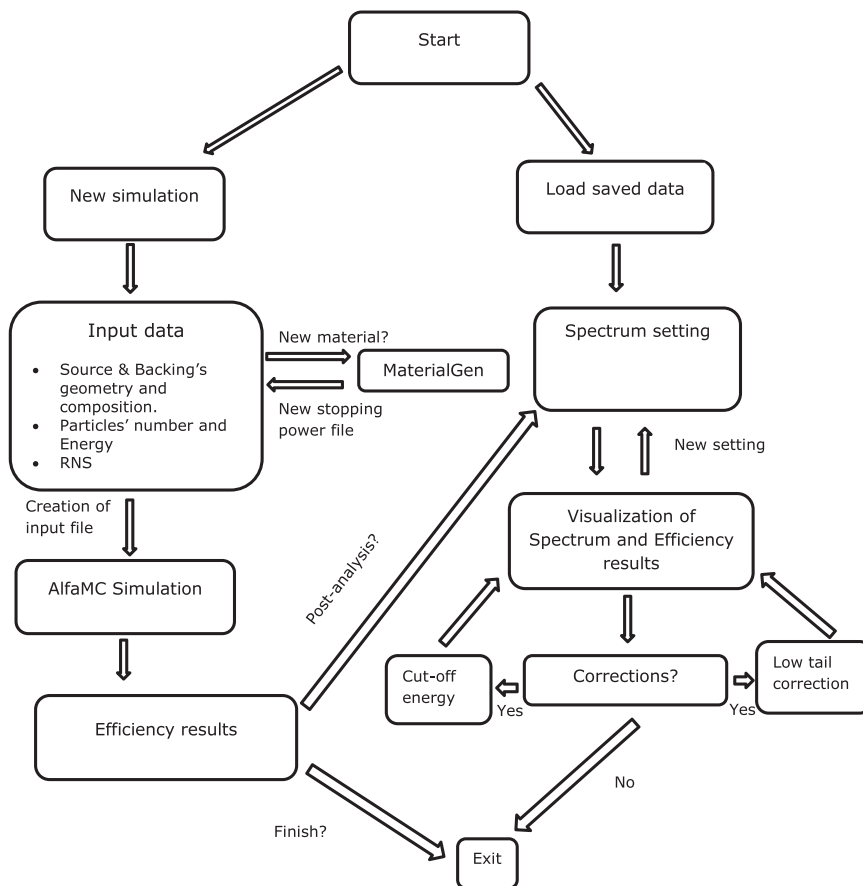 Start
New simulation
Load saved data
Input data
• Source & Backing's
geometry and
composition.
• Particles' number and
Energy
• RNS
New material?
MaterialGen
New stopping
power file
Spectrum setting
New setting
Creation of
input file
Visualization of
Spectrum and Efficiency
results
AlfaMC Simulation
Post-analysis?
Cut-off
energy
Yes
Corrections?
Yes
Low tail
correction
Efficiency results
No
Finish?
Exit